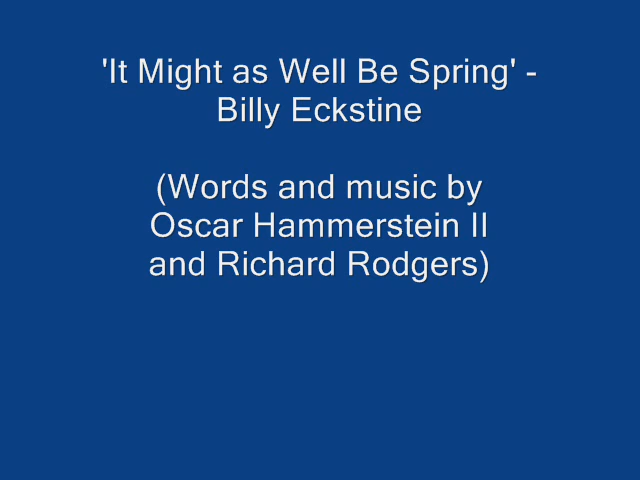 'It Might as Well Be Spring' -
Billy Eckstine
(Words and music by
Oscar Hammerstein II
and Richard Rodgers)